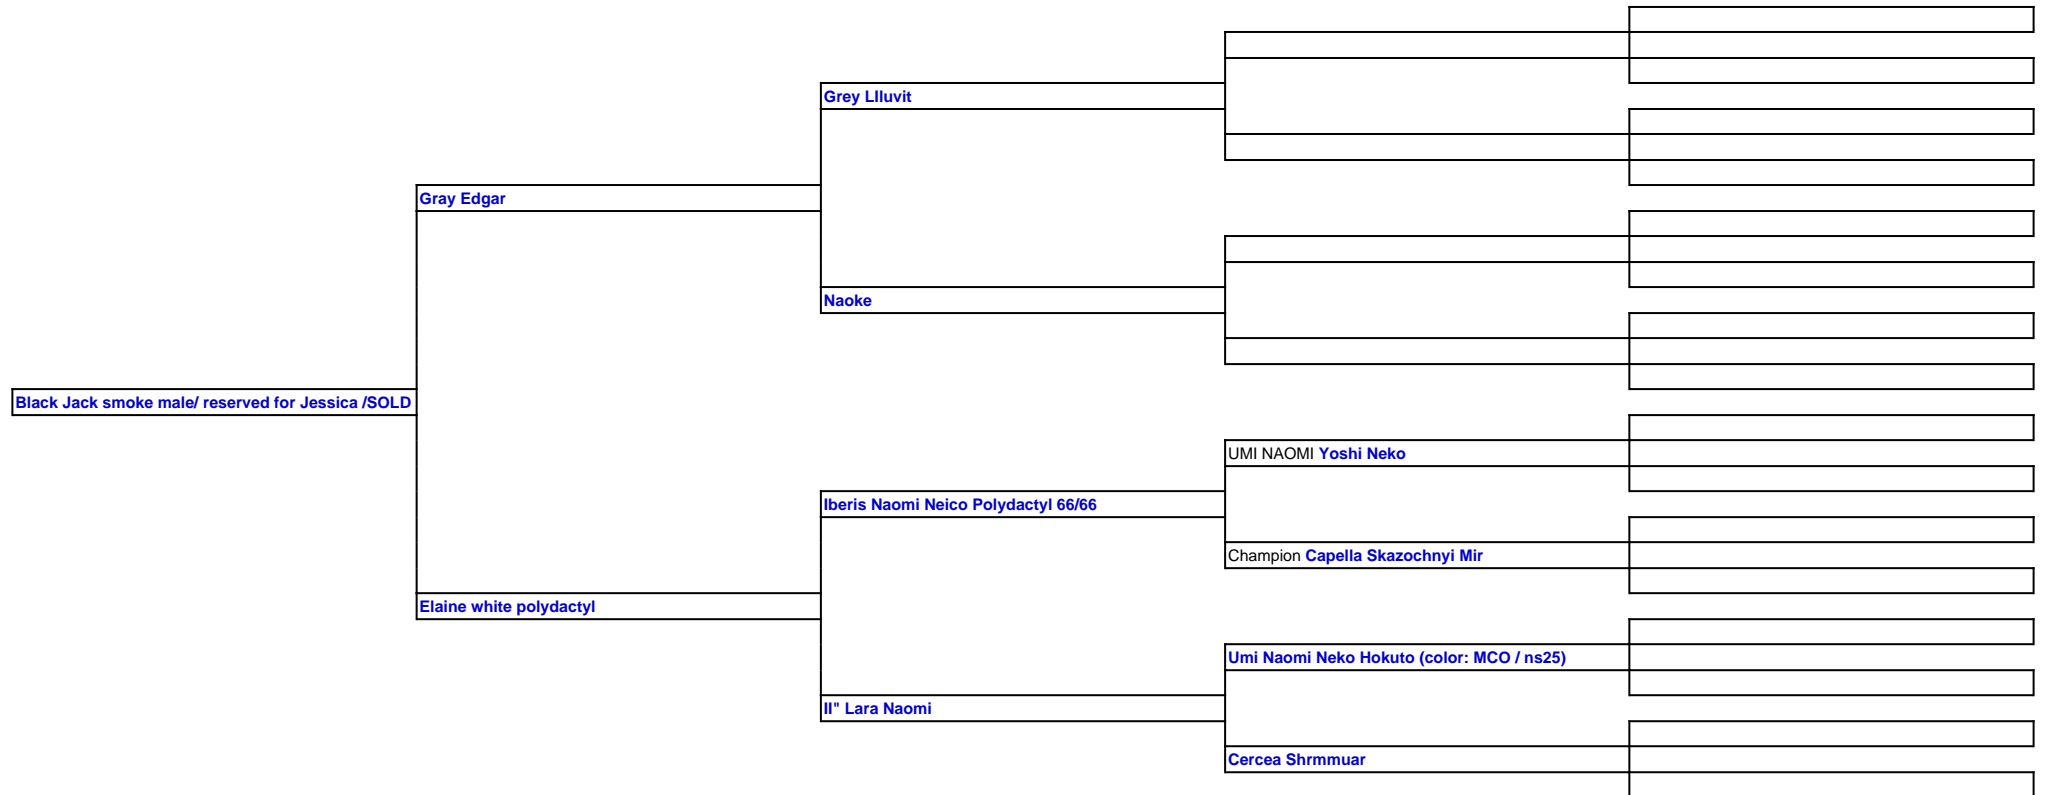 Grey LIluvit
Gray Edgar
Naoke
Black Jack smoke male/ reserved for Jessica /SOLD
UMI NAOMI Yoshi Neko
Iberis Naomi Neico Polydactyl 66/66
Champion Capella Skazochnyi Mir
Elaine white polydactyl
Umi Naomi Neko Hokuto (color: MCO / ns25)
II" Lara Naomi
Cercea Shrmmuar